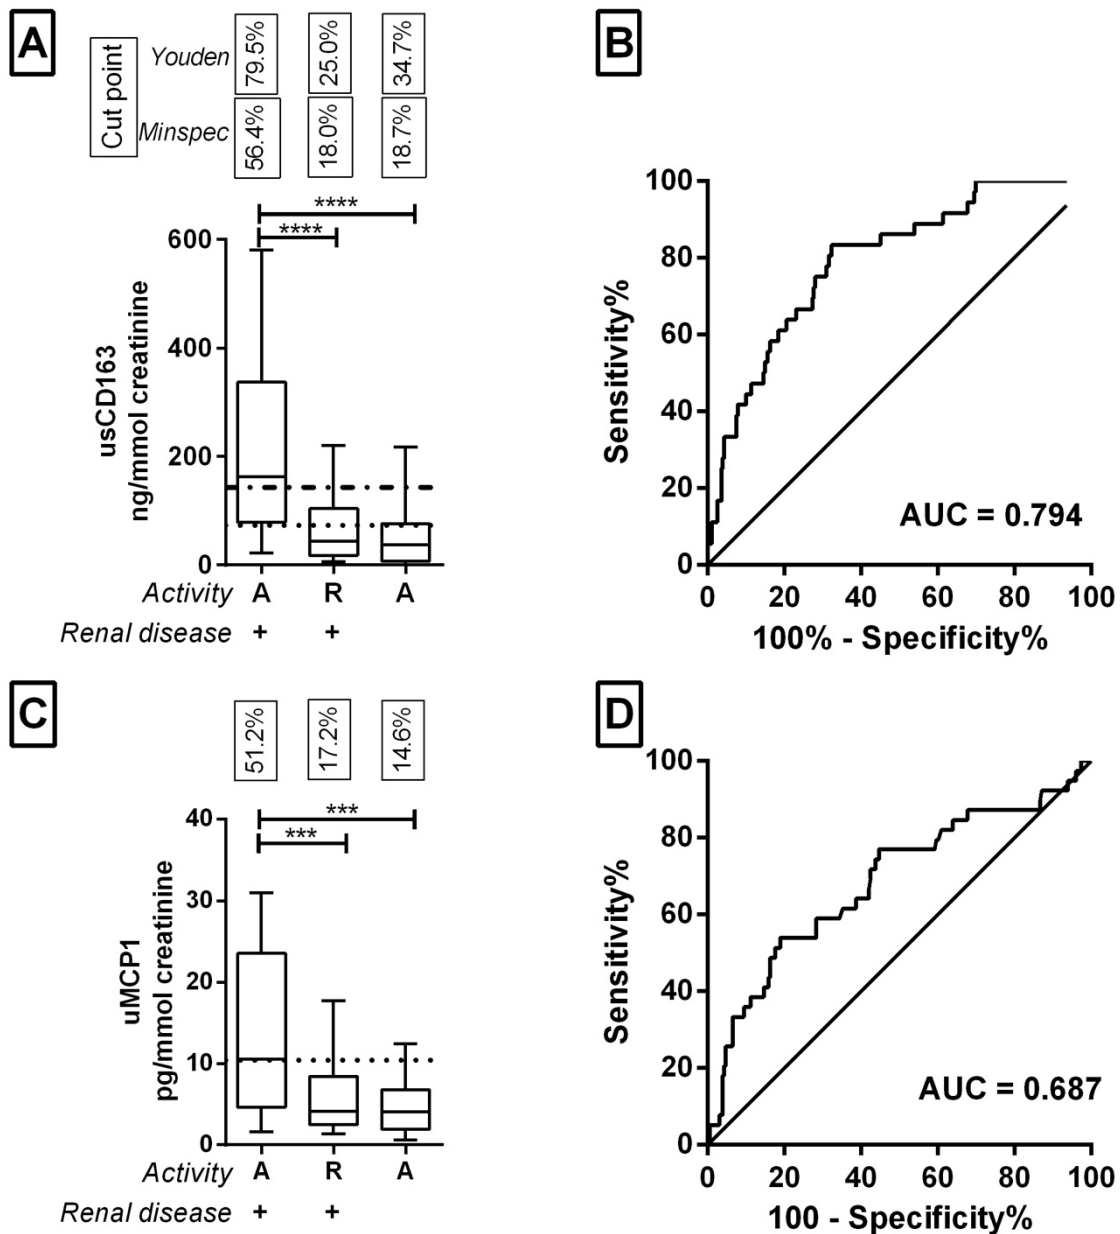 A
Cut point
Youden 79.5% 25.0% 34.7%
Minspec 56.4% 18.0% 18.7%
****
****
usCD163
ng/mmol creatinine
600
400
200
0
Activity A R A
Renal disease + +
B
Sensitivity%
100
80
60
40
20
0
AUC = 0.794
0 20 40 60 80 100
100% - Specificity%
C
51.2% 17.2% 14.6%
***
***
uMCP1
pg/mmol creatinine
40
30
20
10
0
Activity A R A
Renal disease + +
D
Sensitivity%
100
80
60
40
20
0
AUC = 0.687
0 20 40 60 80 100
100 - Specificity%